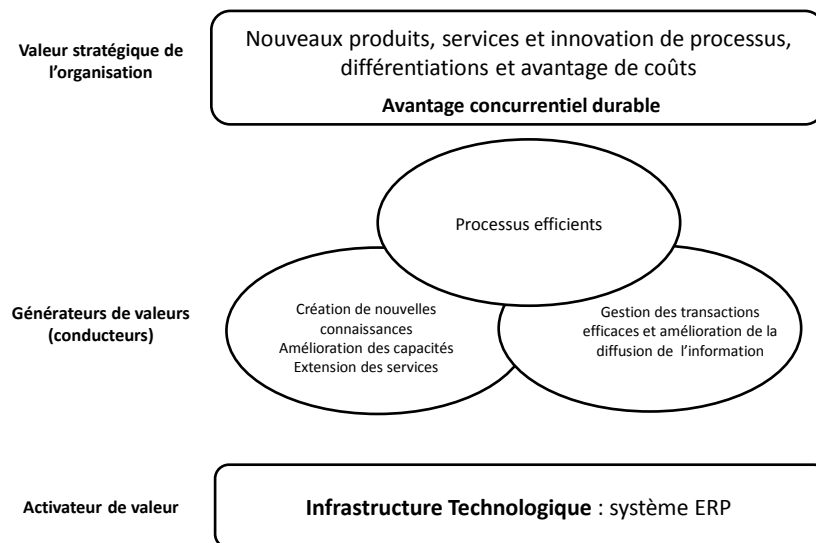 Valeur stratégique de
l’organisation
Nouveaux produits, services et innovation de processus,
différentiations et avantage de coûts
Avantage concurrentiel durable
Processus efficients
Générateurs de valeurs
(conducteurs)
Création de nouvelles
connaissances
Amélioration des capacités
Extension des services
Gestion des transactions
efficaces et amélioration de la
diffusion de l’information
Activateur de valeur
Infrastructure Technologique : système ERP